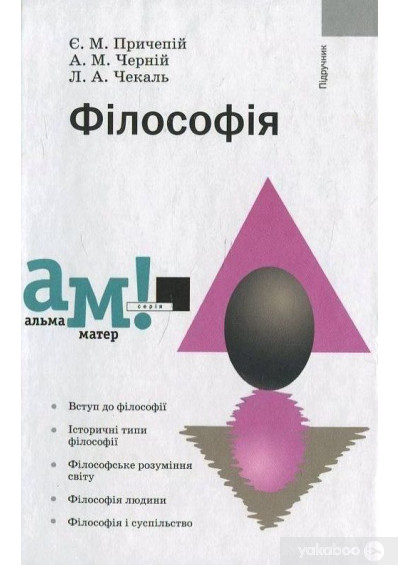 Є. М. Причепій
А. М. Черній
Л. А. Чекаль
Підручник
Філософія
ам!
серія
альма
матер
Вступ до філософії
Історичні типи
філософії
Філософське розуміння
світу
Філософія людини
Філософія і суспільство
yakaboo